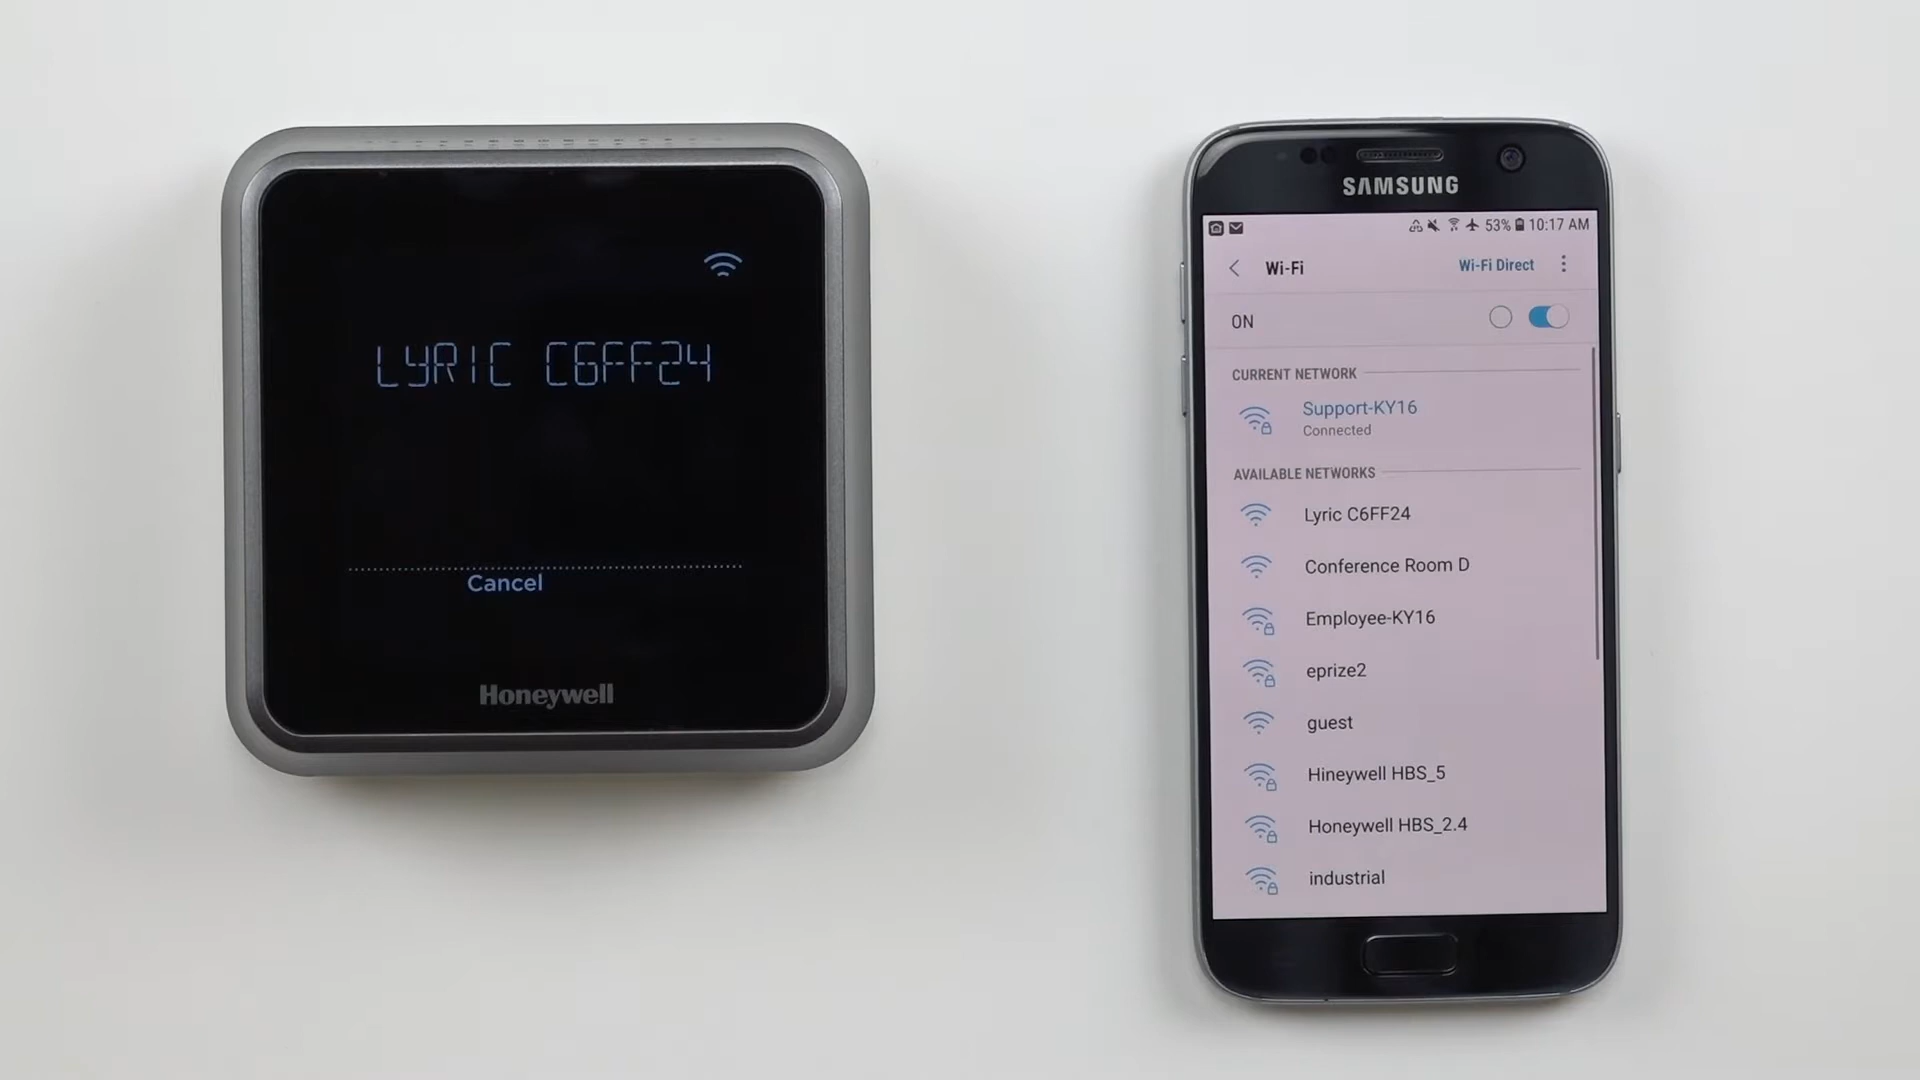 LYRIC C6FF24
Cancel
Honeywell
SAMSUNG
53% 10:17 AM
Wi-Fi
Wi-Fi Direct
ON
CURRENT NETWORK
Support-KY16
Connected
AVAILABLE NETWORKS
Lyric C6FF24
Conference Room D
Employee-KY16
eprize2
guest
Hineywell HBS_5
Honeywell HBS_2.4
industrial